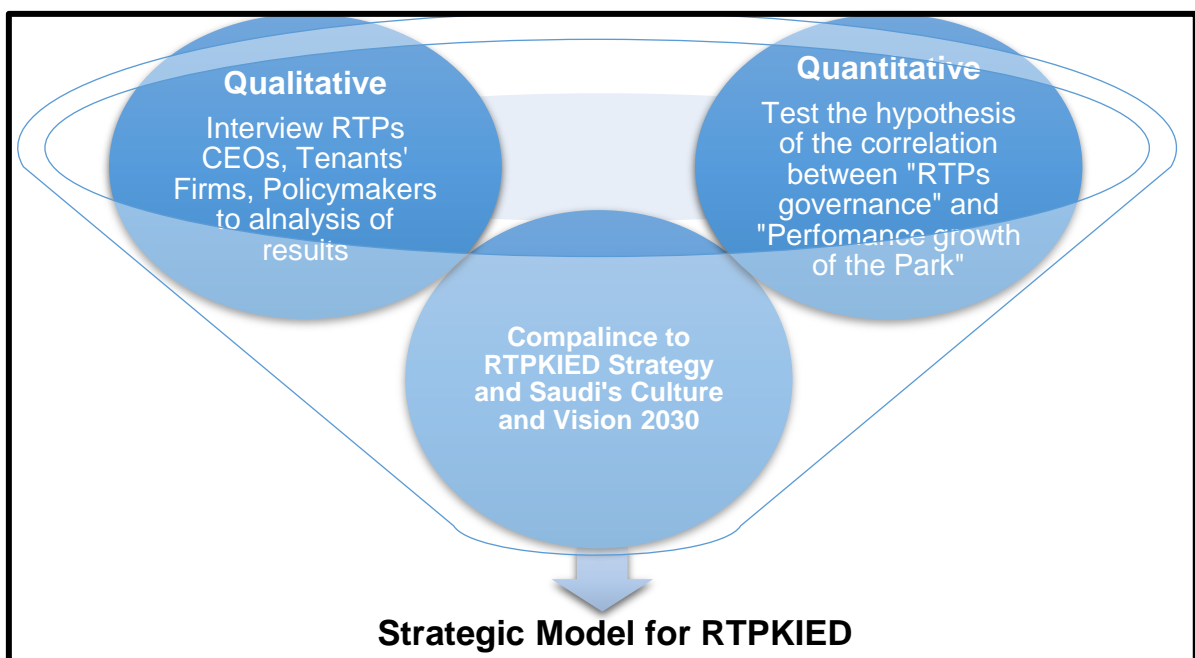 Qualitative
Interview RTPs
CEOs, Tenants'
Firms, Policymakers
to alnalysis of
results
Quantitative
Test the hypothesis
of the correlation
between "RTPs
governance" and
"Perfomance growth
of the Park"
Compalince to
RTPKIED Strategy
and Saudi's Culture
and Vision 2030
Strategic Model for RTPKIED